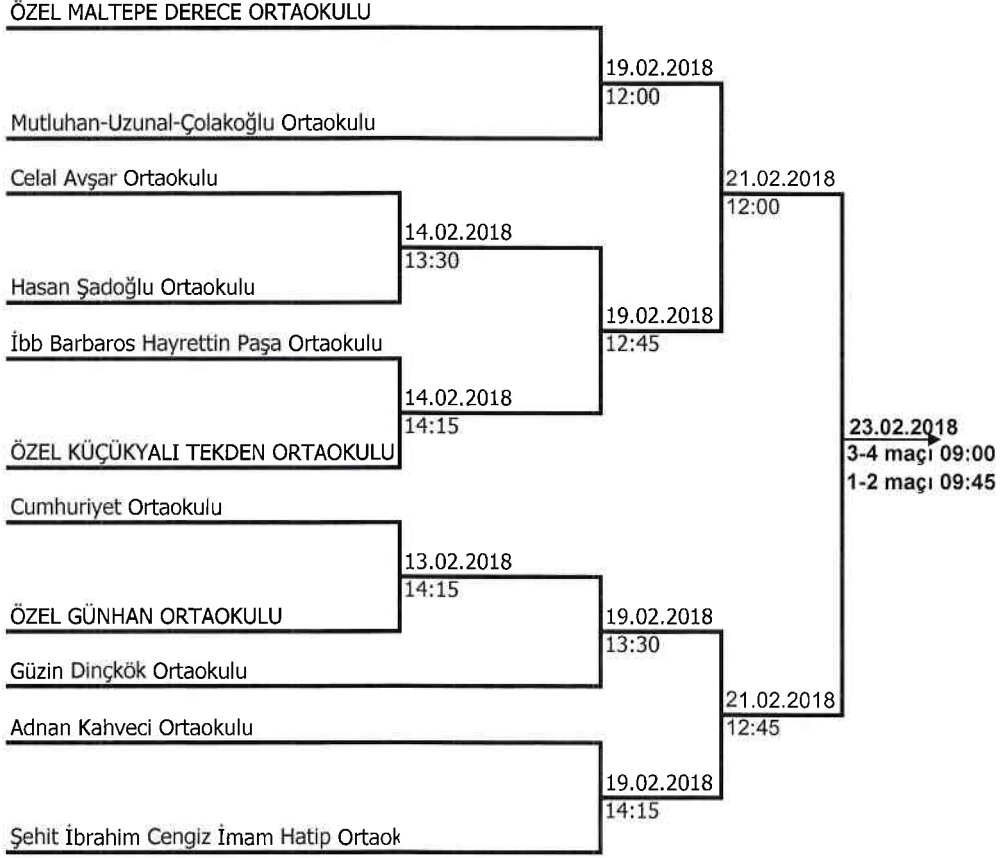 ÖZEL MALTEPE DERECE ORTAOKULU
19.02.2018
12:00
Mutluhan-Uzunal-Çolakoğlu Ortaokulu
Celal Avşar Ortaokulu
21.02.2018
12:00
14.02.2018
13:30
Hasan Şadoğlu Ortaokulu
19.02.2018
12:45
İbb Barbaros Hayrettin Paşa Ortaokulu
14.02.2018
14:15
23.02.2018
3-4 maçı 09:00
1-2 maçı 09:45
ÖZEL KÜÇÜKYALI TEKDEN ORTAOKULU
Cumhuriyet Ortaokulu
13.02.2018
14:15
ÖZEL GÜNHAN ORTAOKULU
19.02.2018
13:30
Güzin Dinçkök Ortaokulu
21.02.2018
12:45
Adnan Kahveci Ortaokulu
19.02.2018
14:15
Şehit İbrahim Cengiz İmam Hatip Ortaok